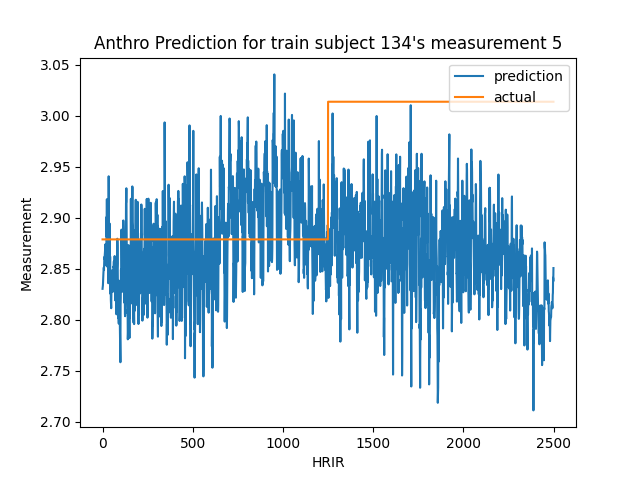 Anthro Prediction for train subject 134's measurement 5
prediction
actual
Measurement
3.05
3.00
2.95
2.90
2.85
2.80
2.75
2.70
0 500 1000 1500 2000 2500
HRIR